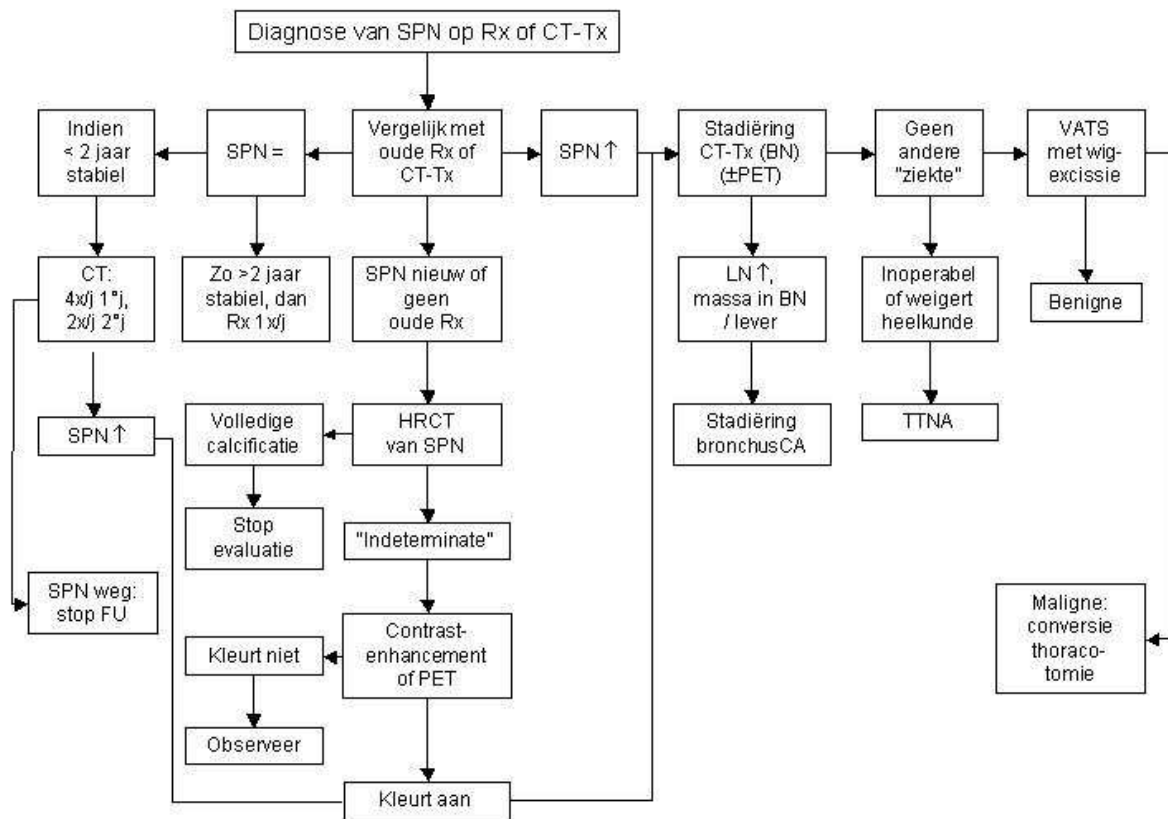 Diagnose van SPN op Rx of CT-Tx
Indien
< 2 jaar
stabiel
SPN =
Vergelijk met
oude Rx of
CT-Tx
SPN ↑
Stadiëring
CT-Tx (BN)
(±PET)
Geen
andere
"ziekte"
VATS
met wig-
excissie
CT:
4x/j 1°j,
2x/j 2°j
Zo >2 jaar
stabiel, dan
Rx 1x/j
SPN nieuw of
geen
oude Rx
LN ↑,
massa in BN
/ lever
Inoperabel
of weigert
heelkunde
Benigne
SPN ↑
Volledige
calcificatie
HRCT
van SPN
Stadiëring
bronchusCA
TTNA
Stop
evaluatie
"Indeterminate"
SPN weg:
stop FU
Maligne:
conversie
thoraco-
tomie
Kleurt niet
Contrast-
enhancement
of PET
Observeer
Kleurt aan